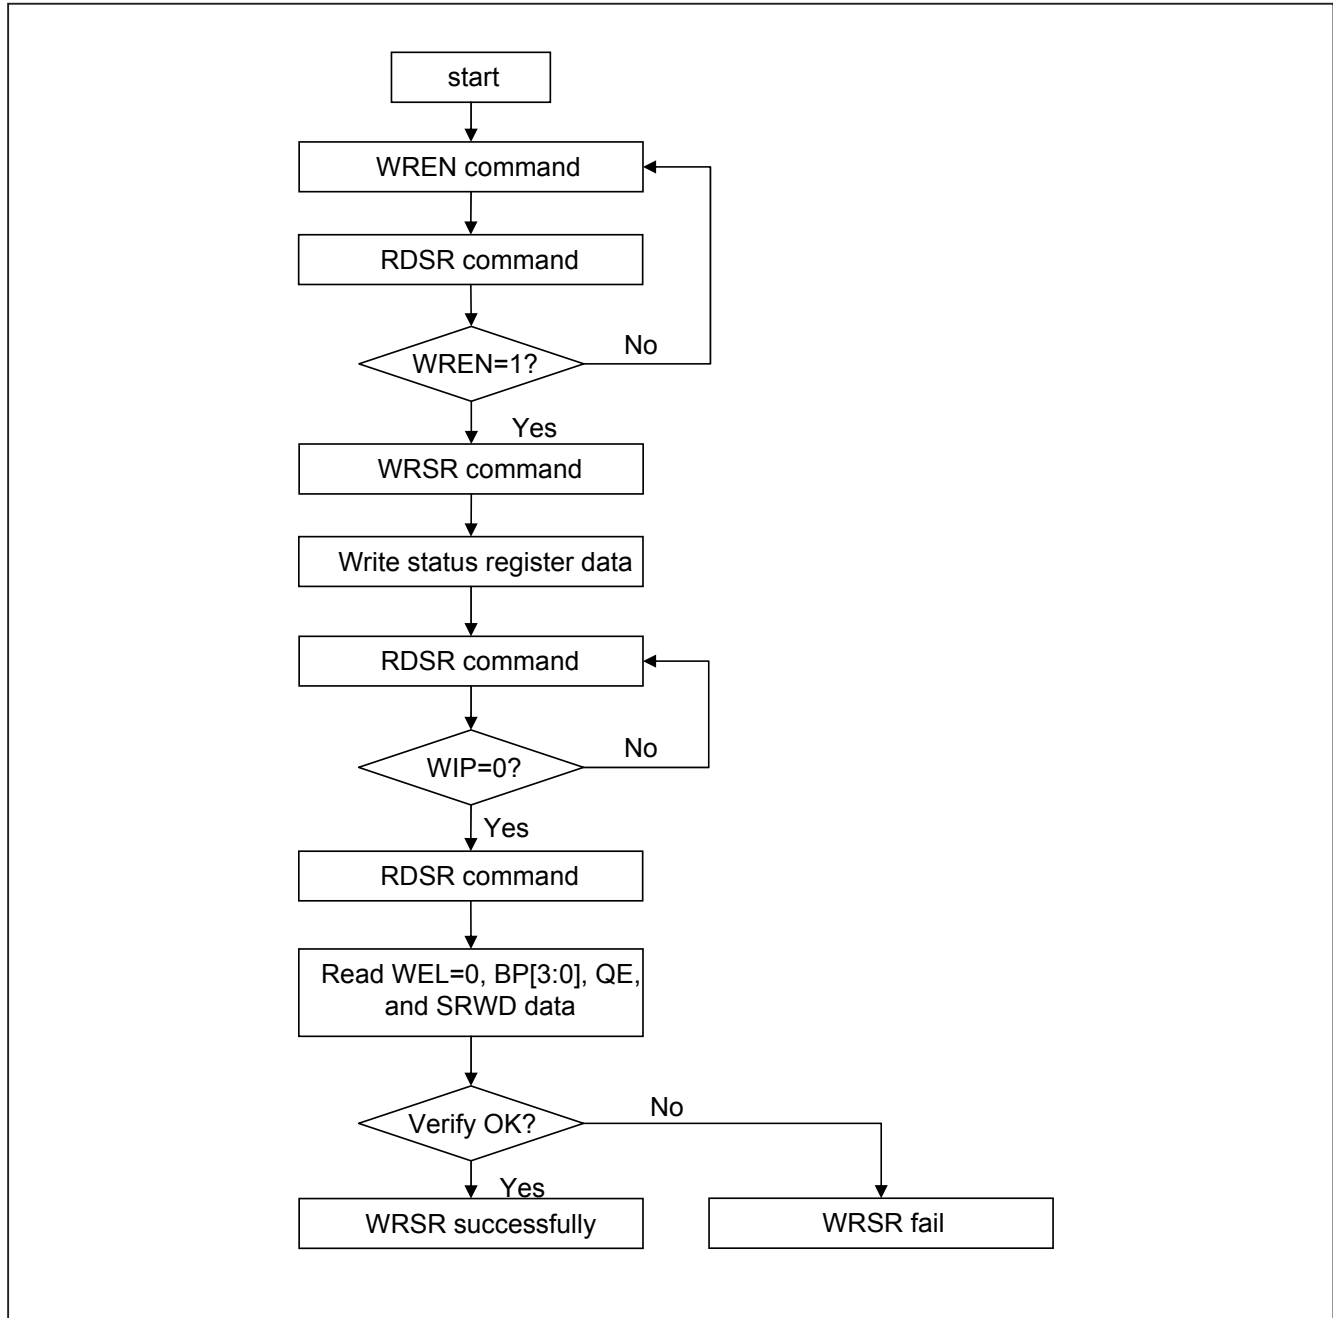 start
WREN command
RDSR command
WREN=1?
No
Yes
WRSR command
Write status register data
RDSR command
WIP=0?
No
Yes
RDSR command
Read WEL=0, BP[3:0], QE,
and SRWD data
Verify OK?
No
Yes
WRSR successfully
WRSR fail